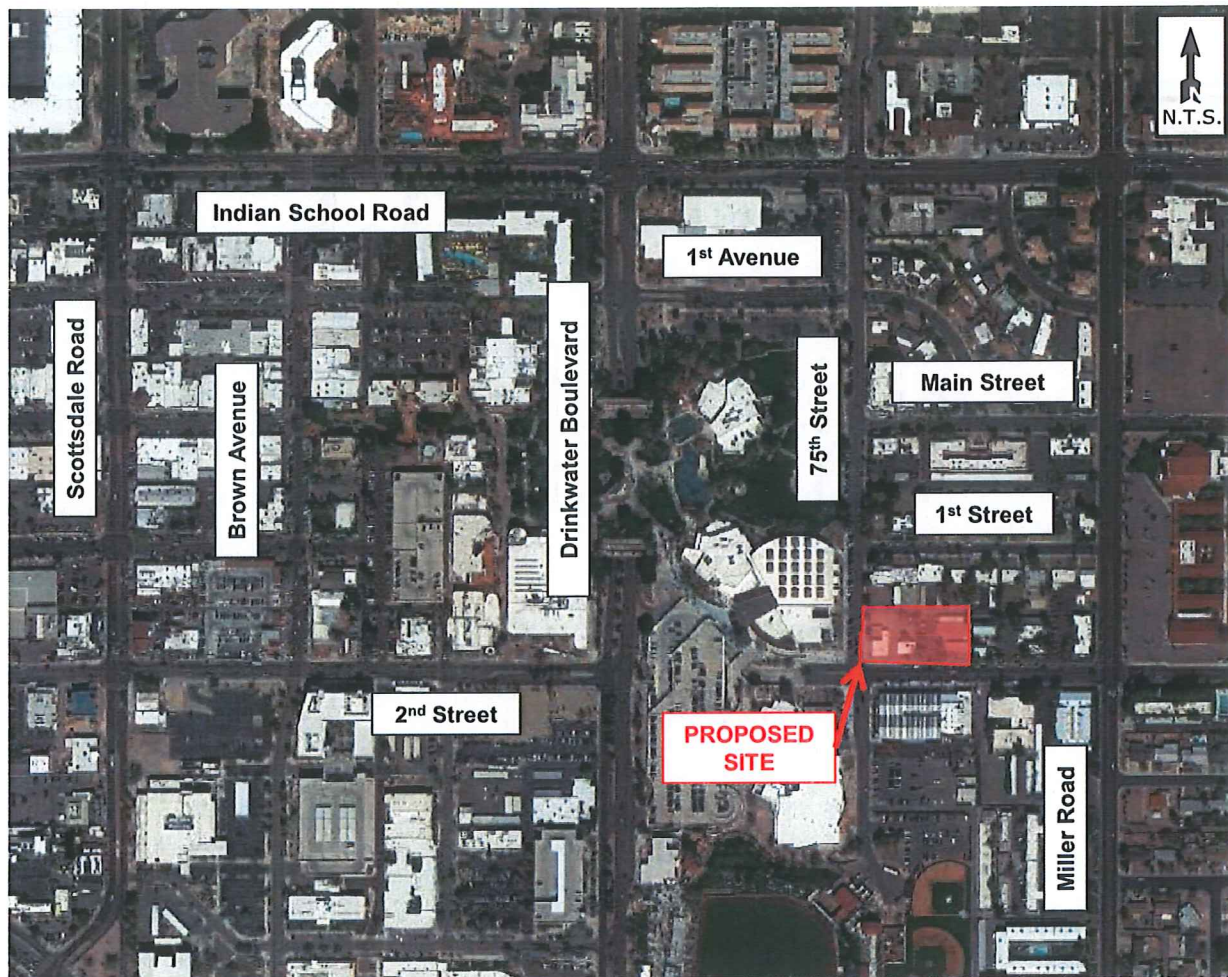 N
N.T.S.
Indian School Road
1st Avenue
Scottsdale Road
Brown Avenue
Drinkwater Boulevard
75th Street
Main Street
1st Street
2nd Street
PROPOSED
SITE
Miller Road